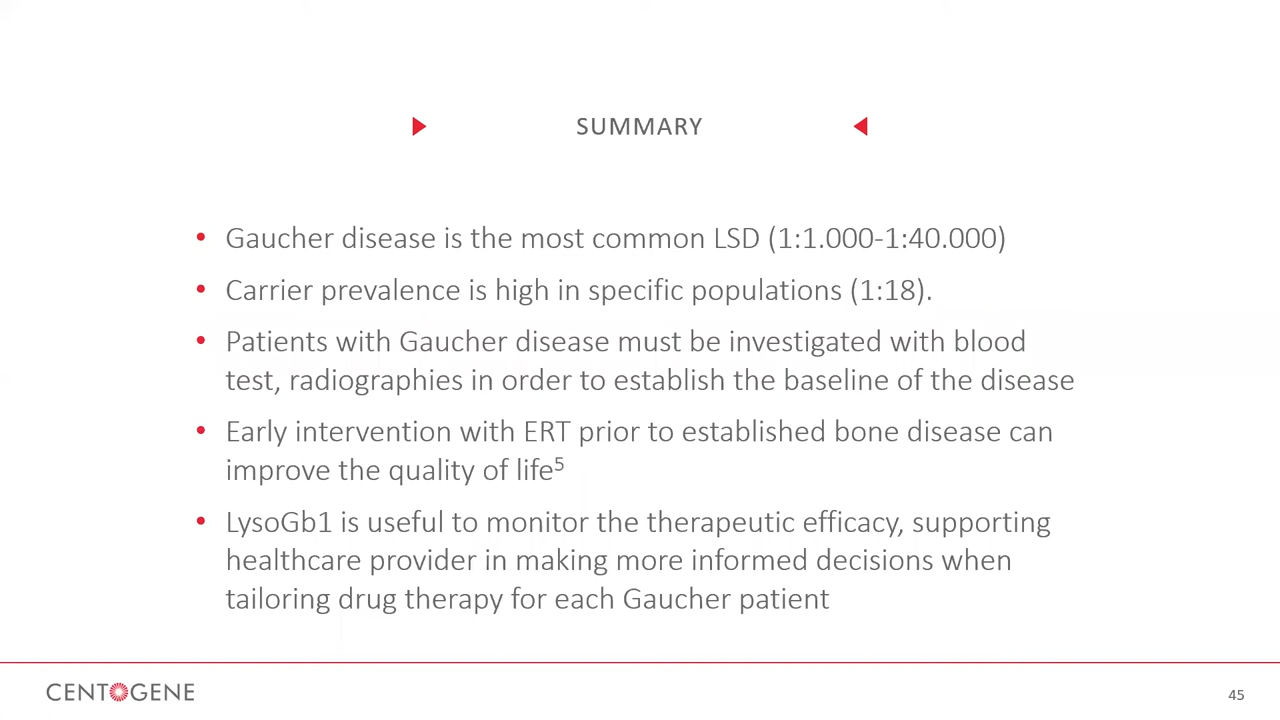 SUMMARY
• Gaucher disease is the most common LSD (1:1.000-1:40.000)
• Carrier prevalence is high in specific populations (1:18).
• Patients with Gaucher disease must be investigated with blood
test, radiographies in order to establish the baseline of the disease
• Early intervention with ERT prior to established bone disease can
improve the quality of life⁵
• LysoGb1 is useful to monitor the therapeutic efficacy, supporting
healthcare provider in making more informed decisions when
tailoring drug therapy for each Gaucher patient
CENTOGENE
45